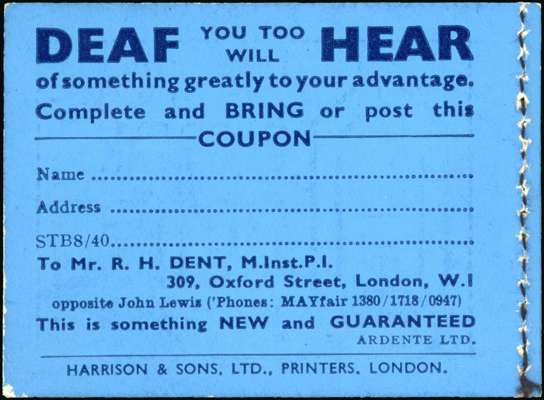 DEAF YOU TOO WILL HEAR
of something greatly to your advantage.
Complete and BRING or post this
COUPON
Name
Address
STB8/40
To Mr. R. H. DENT, M.Inst.P.I.
309, Oxford Street, London, W.I
opposite John Lewis ('Phones: MAYfair 1380/1718/0947)
This is something NEW and GUARANTEED
ARDENTE LTD.
HARRISON & SONS, LTD., PRINTERS, LONDON.